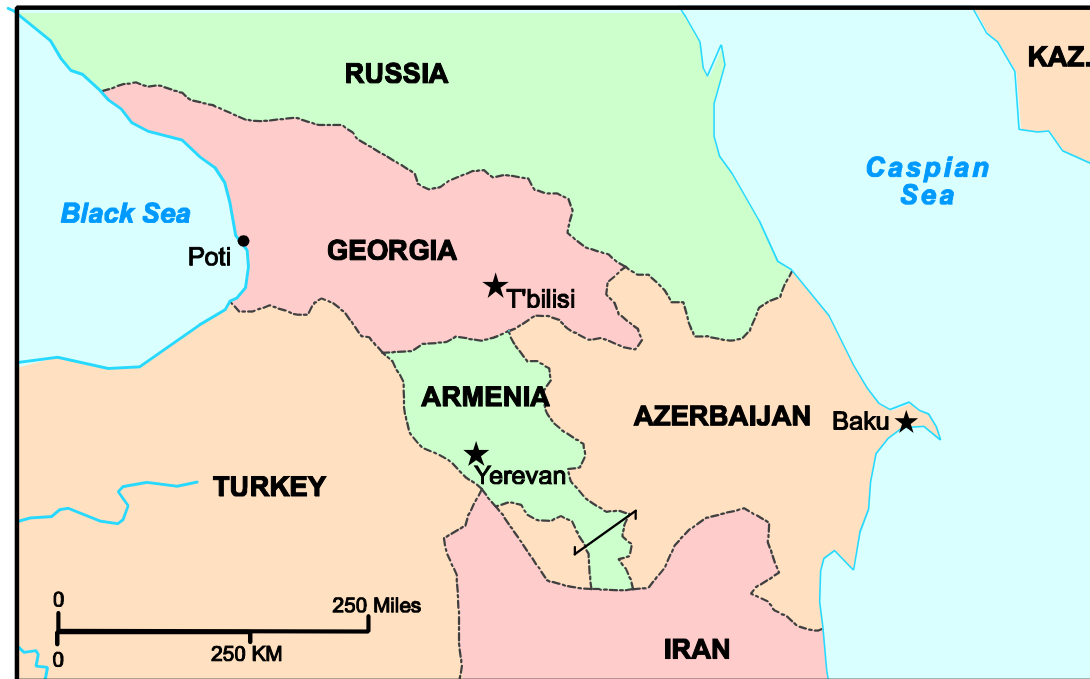 RUSSIA
KAZ.
Caspian
Sea
Black Sea
Poti
GEORGIA
T'bilisi
ARMENIA
AZERBAIJAN
Baku
Yerevan
TURKEY
0
250 Miles
0
250 KM
IRAN